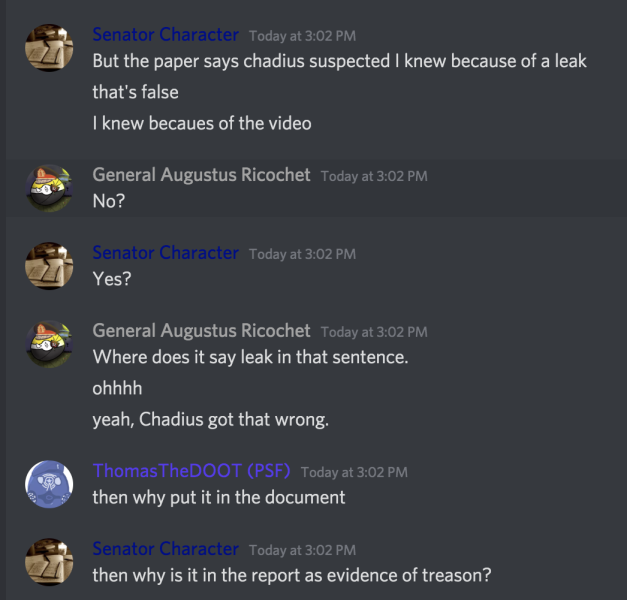 Senator Character Today at 3:02 PM
But the paper says chadius suspected I knew because of a leak
that's false
I knew becaues of the video
General Augustus Ricochet Today at 3:02 PM
No?
Senator Character Today at 3:02 PM
Yes?
General Augustus Ricochet Today at 3:02 PM
Where does it say leak in that sentence.
ohhhh
yeah, Chadius got that wrong.
ThomasTheDOOT (PSF) Today at 3:02 PM
then why put it in the document
Senator Character Today at 3:02 PM
then why is it in the report as evidence of treason?